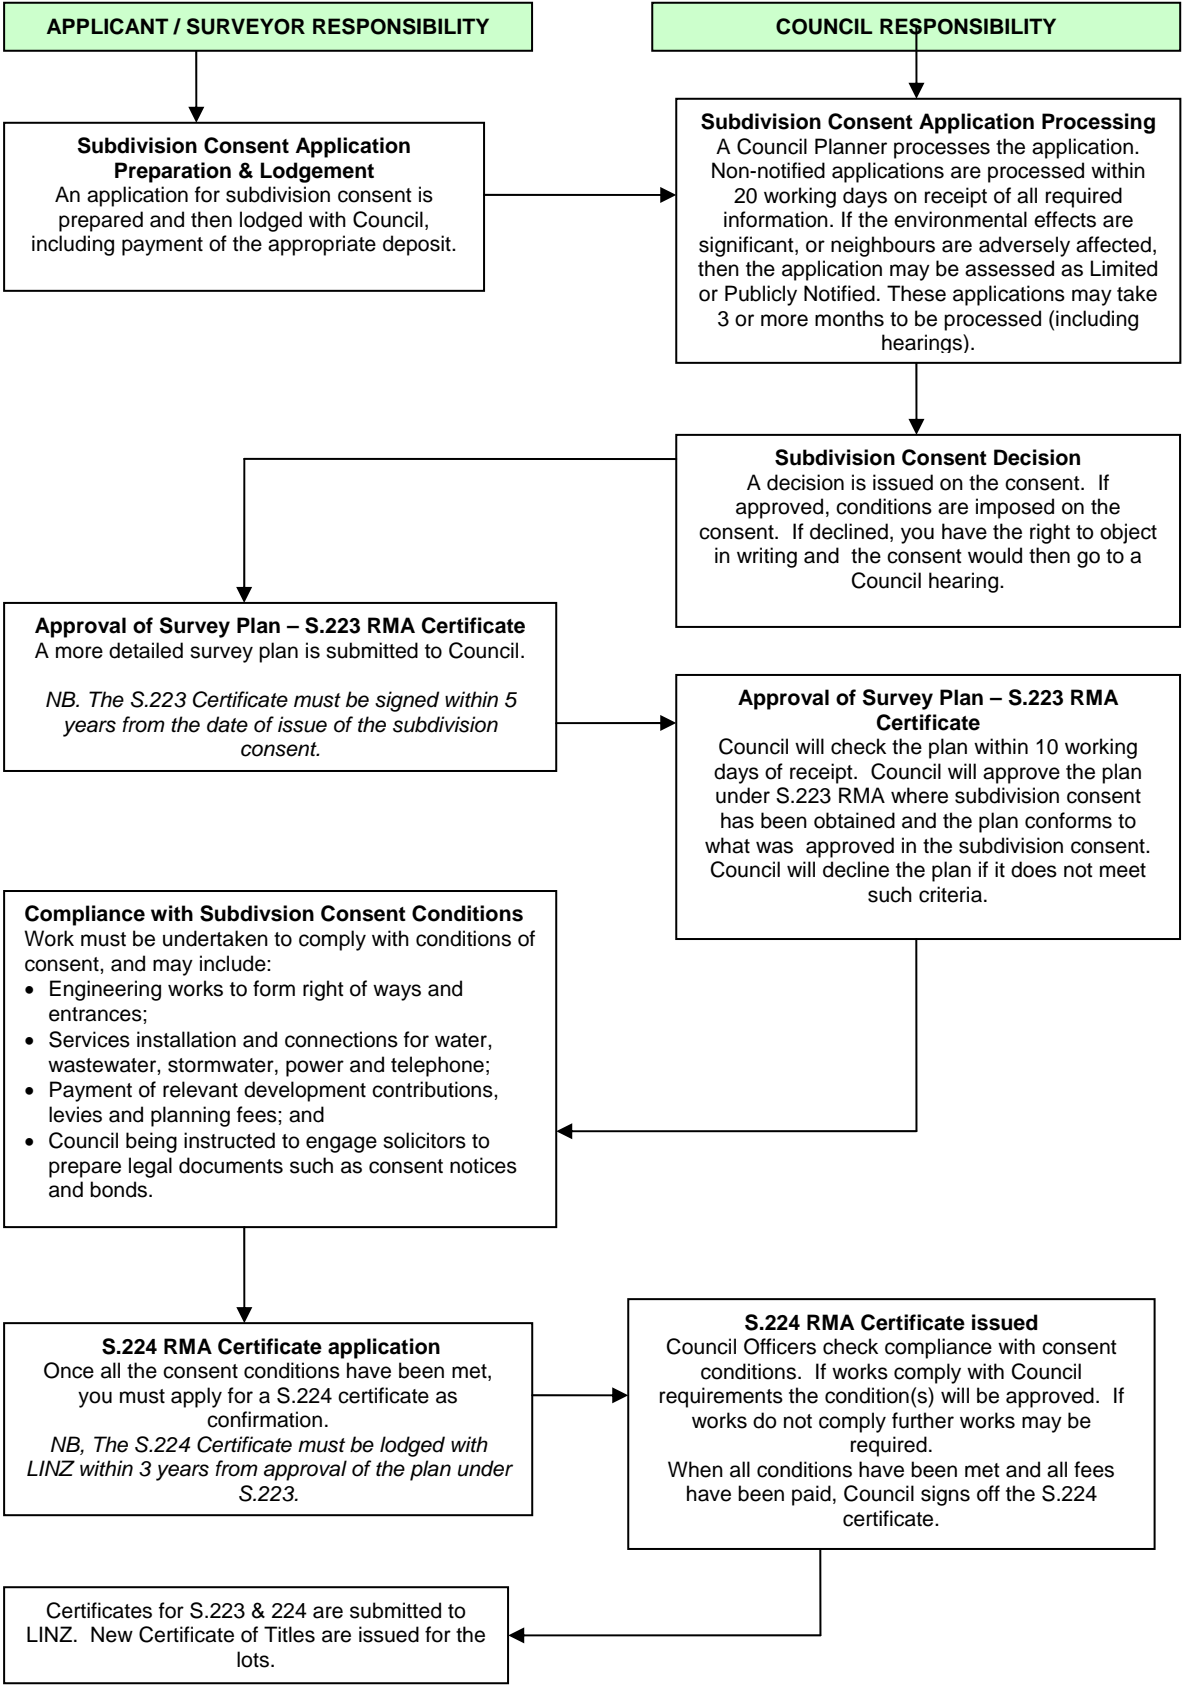 APPLICANT / SURVEYOR RESPONSIBILITY
COUNCIL RESPONSIBILITY
Subdivision Consent Application
Preparation & Lodgement
An application for subdivision consent is
prepared and then lodged with Council,
including payment of the appropriate deposit.
Subdivision Consent Application Processing
A Council Planner processes the application.
Non-notified applications are processed within
20 working days on receipt of all required
information. If the environmental effects are
significant, or neighbours are adversely affected,
then the application may be assessed as Limited
or Publicly Notified. These applications may take
3 or more months to be processed (including
hearings).
Subdivision Consent Decision
A decision is issued on the consent.  If
approved, conditions are imposed on the
consent.  If declined, you have the right to object
in writing and  the consent would then go to a
Council hearing.
Approval of Survey Plan – S.223 RMA Certificate
A more detailed survey plan is submitted to Council.
NB. The S.223 Certificate must be signed within 5
years from the date of issue of the subdivision
consent.
Approval of Survey Plan – S.223 RMA
Certificate
Council will check the plan within 10 working
days of receipt.  Council will approve the plan
under S.223 RMA where subdivision consent
has been obtained and the plan conforms to
what was  approved in the subdivision consent.
Council will decline the plan if it does not meet
such criteria.
Compliance with Subdivsion Consent Conditions
Work must be undertaken to comply with conditions of
consent, and may include:
• Engineering works to form right of ways and
entrances;
• Services installation and connections for water,
wastewater, stormwater, power and telephone;
• Payment of relevant development contributions,
levies and planning fees; and
• Council being instructed to engage solicitors to
prepare legal documents such as consent notices
and bonds.
S.224 RMA Certificate application
Once all the consent conditions have been met,
you must apply for a S.224 certificate as
confirmation.
NB, The S.224 Certificate must be lodged with
LINZ within 3 years from approval of the plan under
S.223.
S.224 RMA Certificate issued
Council Officers check compliance with consent
conditions.  If works comply with Council
requirements the condition(s) will be approved.  If
works do not comply further works may be
required.
When all conditions have been met and all fees
have been paid, Council signs off the S.224
certificate.
Certificates for S.223 & 224 are submitted to
LINZ.  New Certificate of Titles are issued for the
lots.